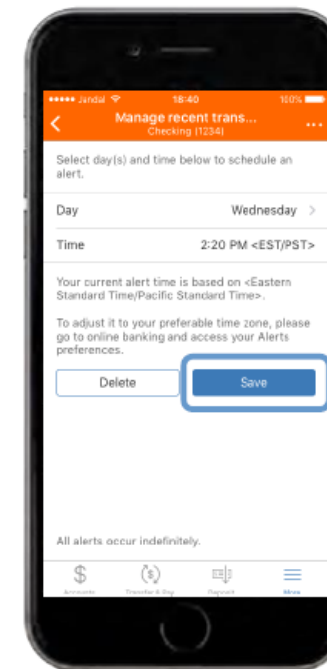 Jandal 18:40 100%
Manage recent trans...
Checking (1234)
Select day(s) and time below to schedule an
alert.
Day Wednesday
Time 2:20 PM <EST/PST>
Your current alert time is based on <Eastern
Standard Time/Pacific Standard Time>.
To adjust it to your preferable time zone, please
go to online banking and access your Alerts
preferences.
Delete Save
All alerts occur indefinitely.
Accounts Transfer & Pay Deposit More